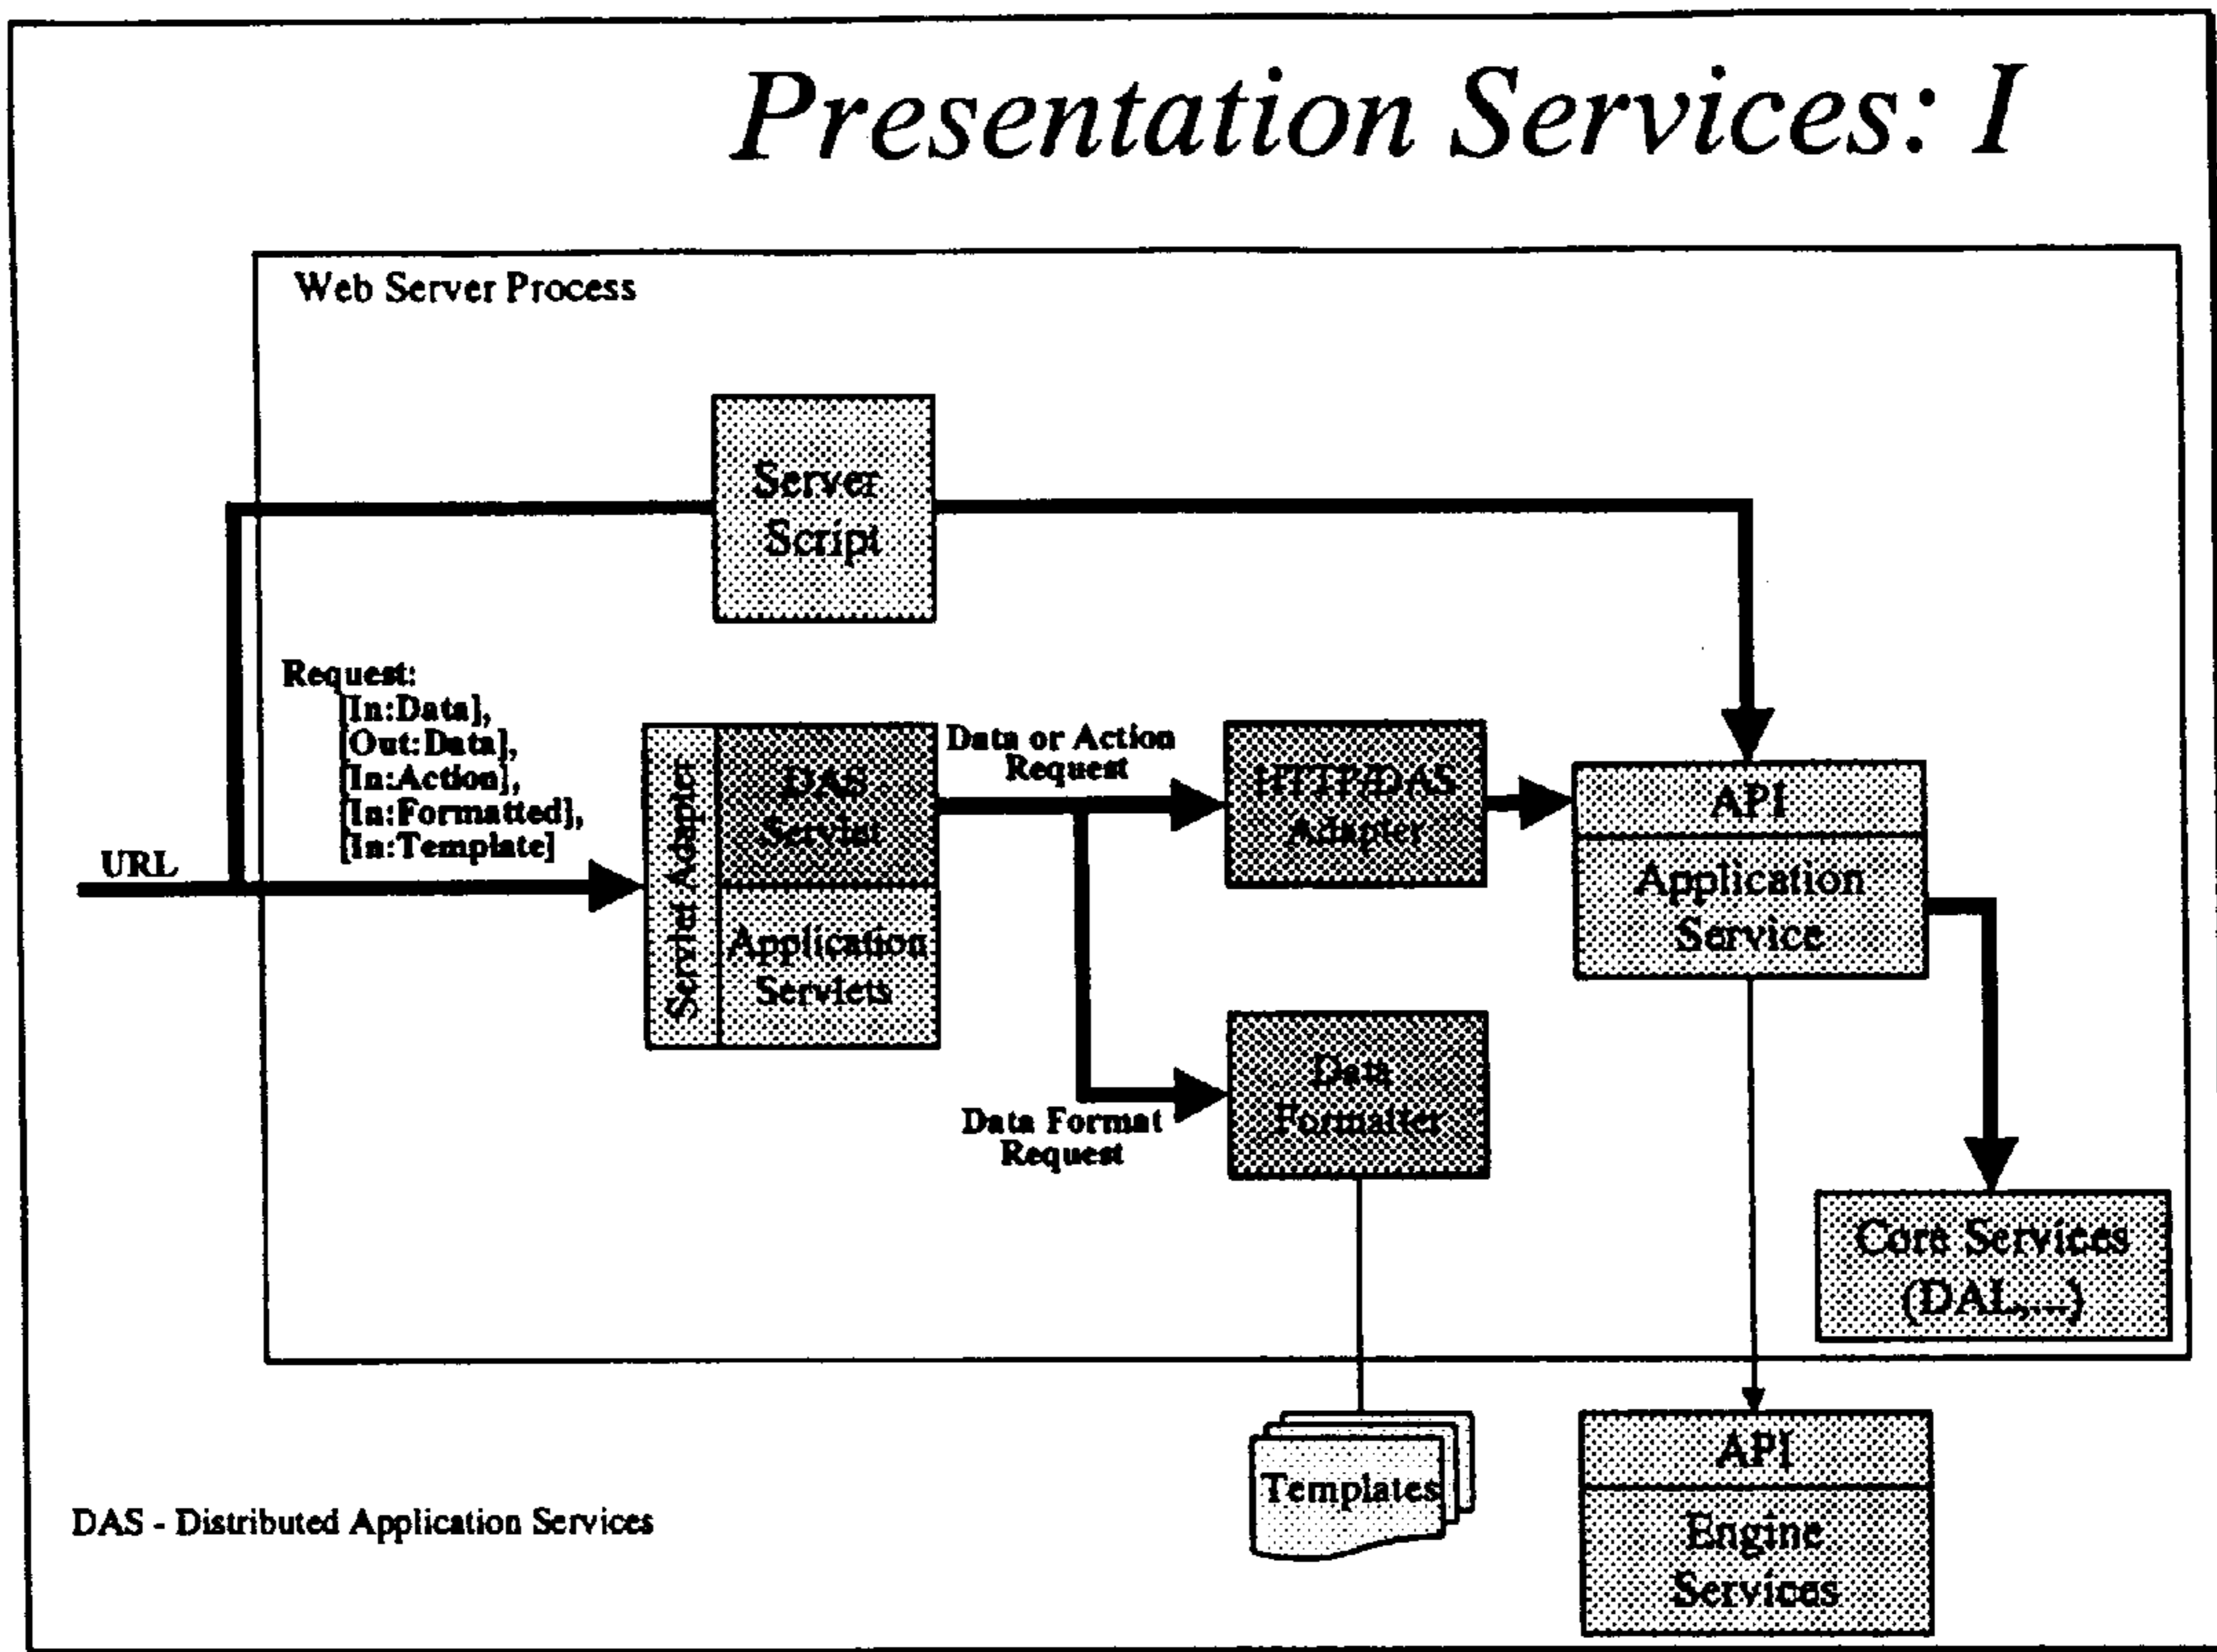 Presentation Services: I
Web Server Process
Server
Script
Request:
[In:Data],
[Out:Data],
[In:Action],
[In:Formatted],
[In:Template]
URL
Servlet Adapter
DAS
Servlet
Application
Servlets
Data or Action
Request
HTTP/DAS
Adapter
API
Application
Service
Data Format
Request
Data
Formatter
Core Services
(DAL,...)
Templates
API
Engine
Services
DAS - Distributed Application Services